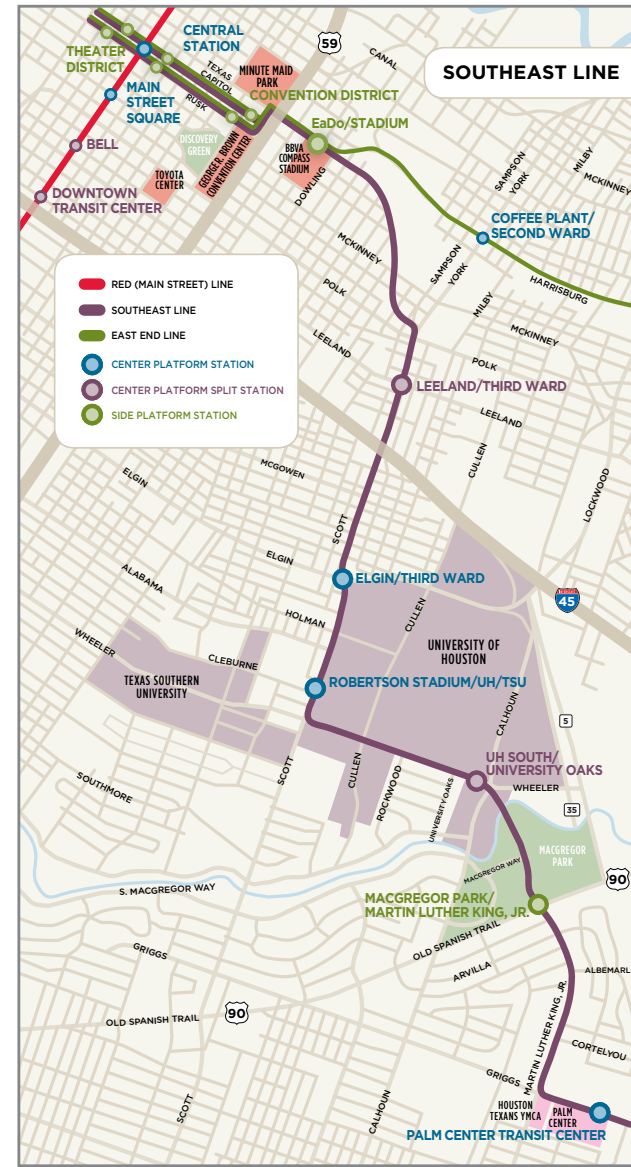 SOUTHEAST LINE
CENTRAL
STATION
THEATER
DISTRICT
59
CANAL
TEXAS
CAPITOL
MINUTE MAID
PARK
MAIN
STREET
SQUARE
RUSK
CONVENTION DISTRICT
EaDo/STADIUM
BELL
DISCOVERY
GREEN
GEORGE R. BROWN
CONVENTION CENTER
BBVA
COMPASS
STADIUM
TOYOTA
CENTER
DOWLING
SAMPSON
YORK
MILBY
MCKINNEY
DOWNTOWN
TRANSIT CENTER
COFFEE PLANT/
SECOND WARD
MCKINNEY
SAMPSON
YORK
HARRISBURG
POLK
MILBY
MCKINNEY
LEELAND
POLK
RED (MAIN STREET) LINE
SOUTHEAST LINE
EAST END LINE
CENTER PLATFORM STATION
CENTER PLATFORM SPLIT STATION
SIDE PLATFORM STATION
LEELAND/THIRD WARD
LEELAND
CULLEN
MCGOWEN
ELGIN
LOCKWOOD
SCOTT
ELGIN
ALABAMA
ELGIN/THIRD WARD
45
HOLMAN
CULLEN
WHEELER
CLEBURNE
UNIVERSITY OF
HOUSTON
TEXAS SOUTHERN
UNIVERSITY
ROBERTSON STADIUM/UH/TSU
CALHOUN
5
SCOTT
CULLEN
ROCKWOOD
UH SOUTH/
UNIVERSITY OAKS
SOUTHMORE
UNIVERSITY OAKS
WHEELER
35
MACGREGOR
PARK
MACGREGOR WAY
90
S. MACGREGOR WAY
MACGREGOR PARK/
MARTIN LUTHER KING, JR.
OLD SPANISH TRAIL
GRIGGS
ARVILLA
ALBEMARL
90
OLD SPANISH TRAIL
MARTIN LUTHER KING, JR.
CORTELYOU
GRIGGS
SCOTT
CALHOUN
HOUSTON
TEXANS YMCA
PALM
CENTER
PALM CENTER TRANSIT CENTER